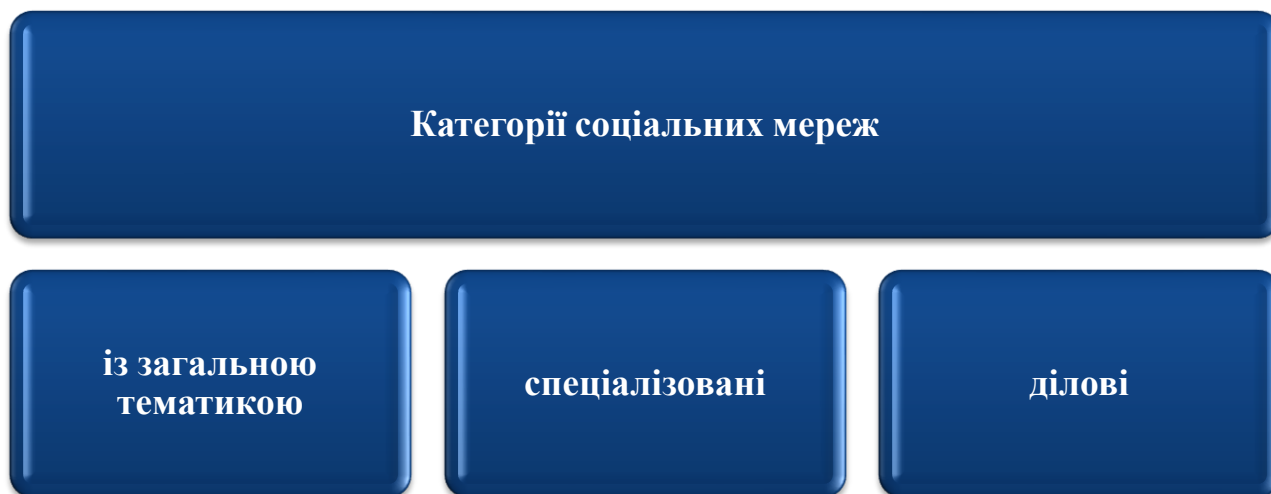 Категорії соціальних мереж
із загальною
тематикою
спеціалізовані
ділові